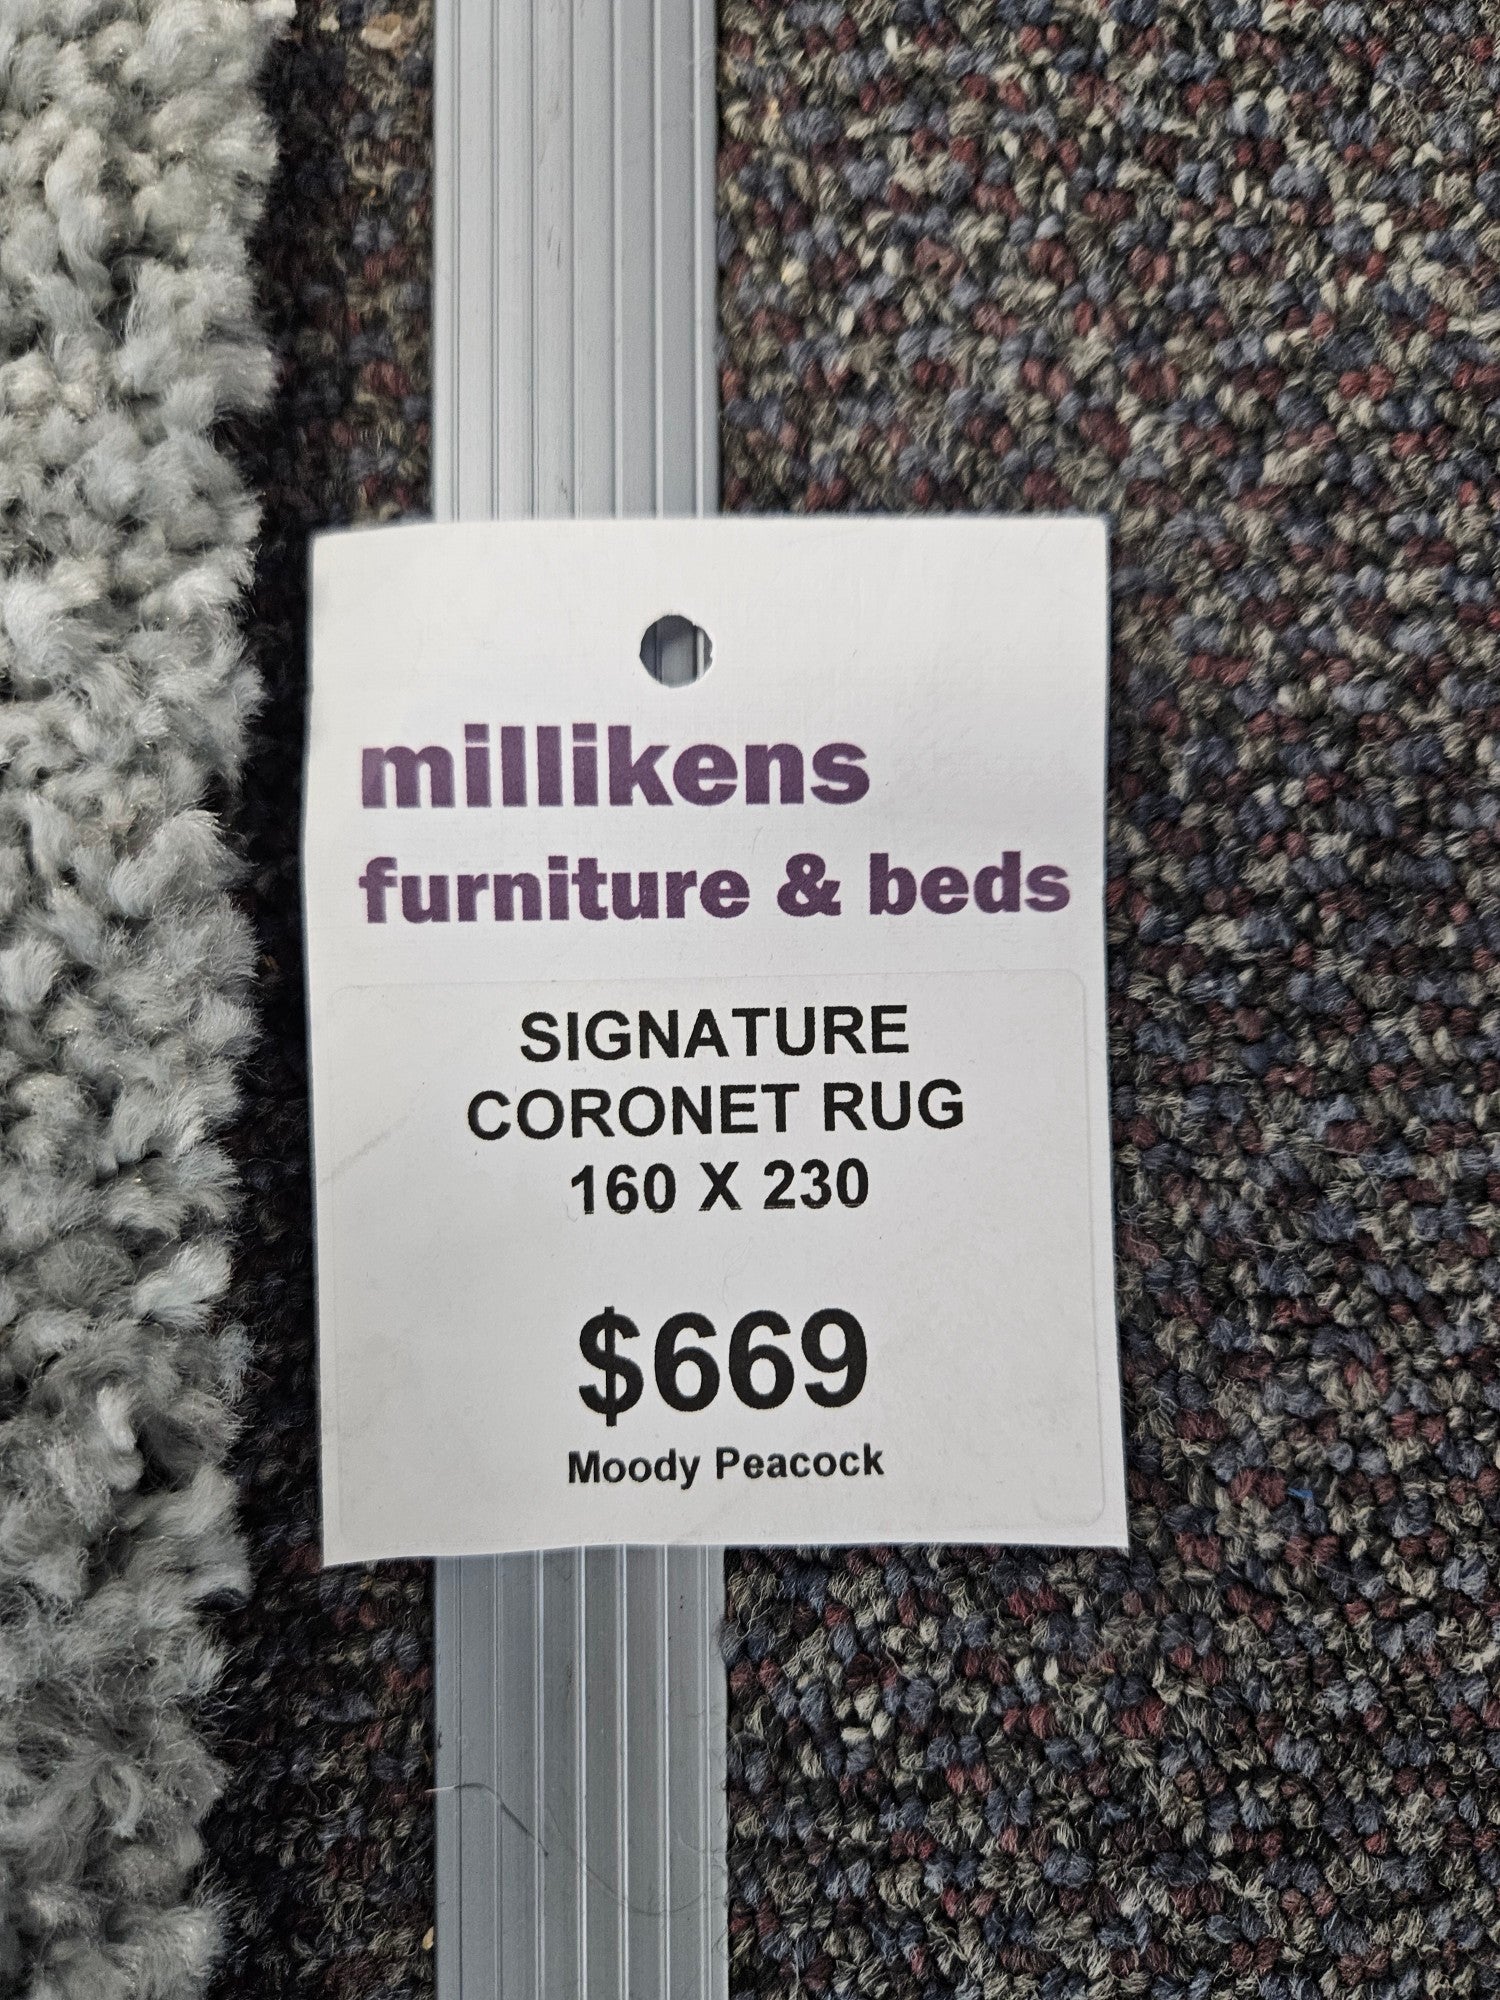 millikens
furniture & beds
SIGNATURE
CORONET RUG
160 X 230
$669
Moody Peacock